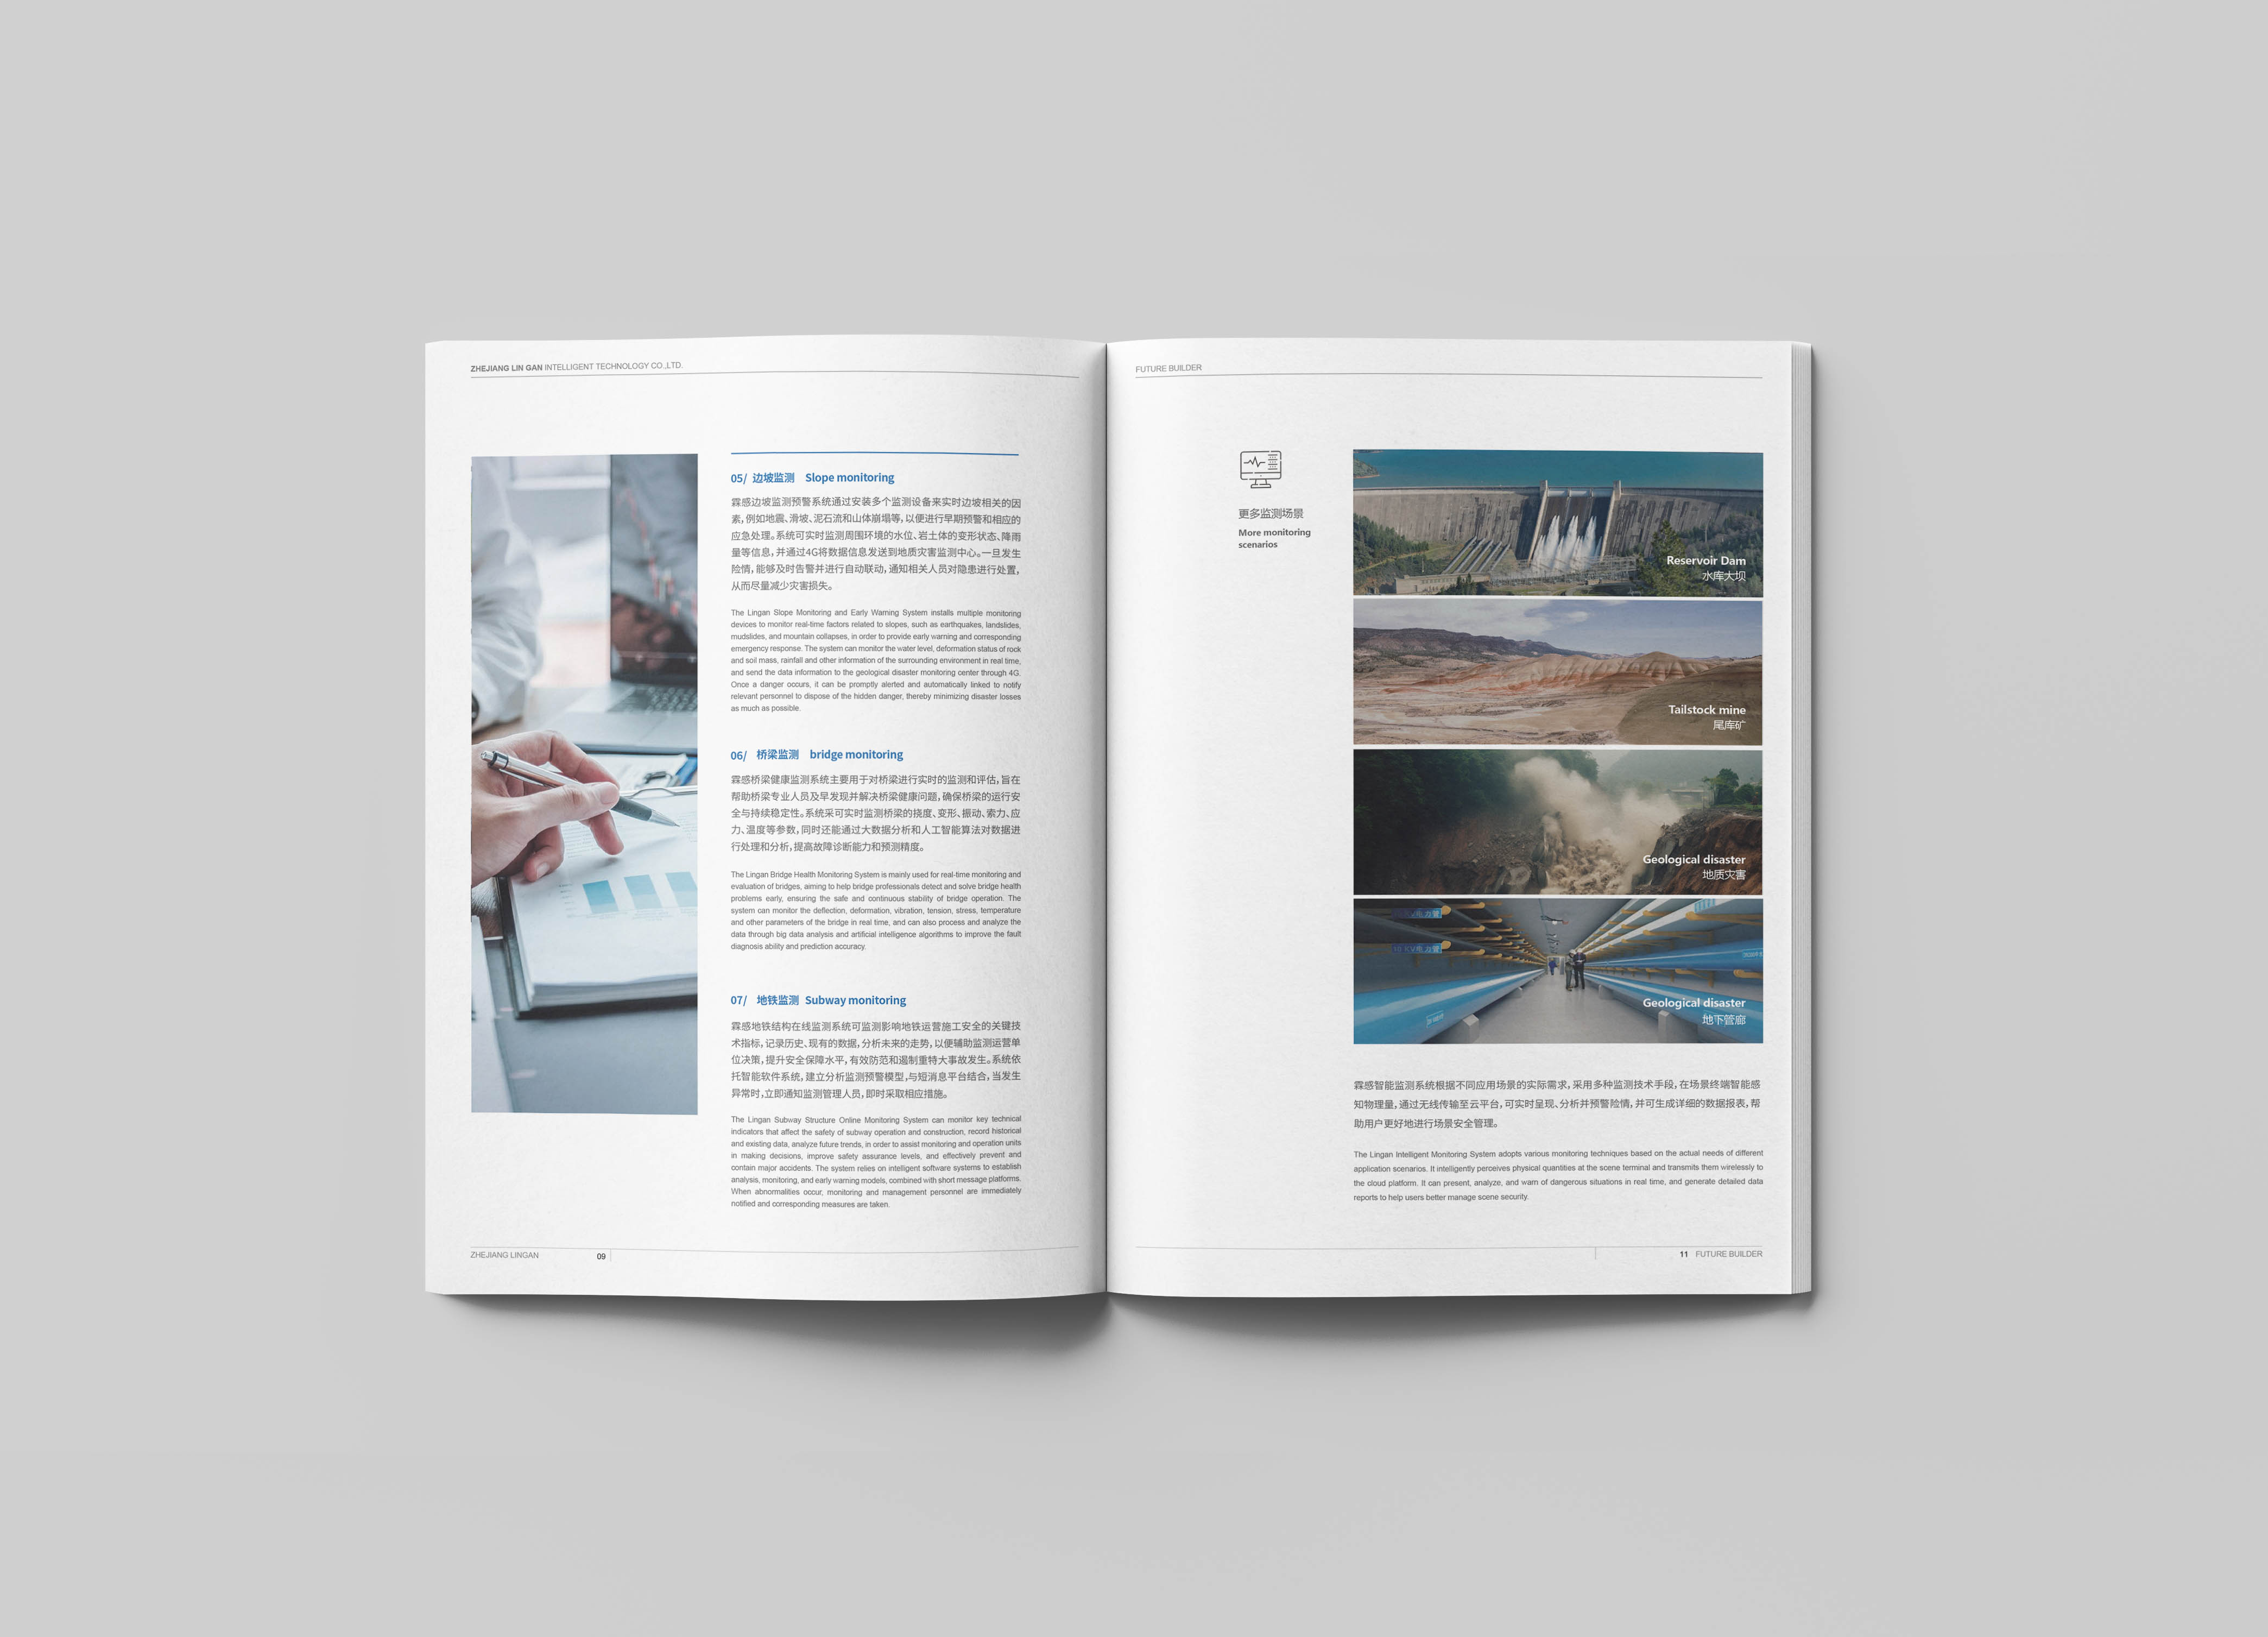 ZHEJIANG LIN GAN INTELLIGENT TECHNOLOGY CO.,LTD.
05/ 边坡监测 Slope monitoring
霖感边坡监测预警系统通过安装多个监测设备来实时边坡相关的因
素,例如地震、滑坡、泥石流和山体崩塌等,以便进行早期预警和相应的
应急处理。系统可实时监测周围环境的水位、岩土体的变形状态、降雨
量等信息,并通过4G将数据信息发送到地质灾害监测中心。一旦发生
险情,能够及时告警并进行自动联动,通知相关人员对隐患进行处置,
从而尽量减少灾害损失。
The Lingan Slope Monitoring and Early Warning System installs multiple monitoring
devices to monitor real-time factors related to slopes, such as earthquakes, landslides,
mudslides, and mountain collapses, in order to provide early warning and corresponding
emergency response. The system can monitor the water level, deformation status of rock
and soil mass, rainfall and other information of the surrounding environment in real time,
and send the data information to the geological disaster monitoring center through 4G.
Once a danger occurs, it can be promptly alerted and automatically linked to notify
relevant personnel to dispose of the hidden danger, thereby minimizing disaster losses
as much as possible.
06/ 桥梁监测 bridge monitoring
霖感桥梁健康监测系统主要用于对桥梁进行实时的监测和评估,旨在
帮助桥梁专业人员及早发现并解决桥梁健康问题,确保桥梁的运行安
全与持续稳定性。系统采可实时监测桥梁的挠度、变形、振动、索力、应
力、温度等参数,同时还能通过大数据分析和人工智能算法对数据进
行处理和分析,提高故障诊断能力和预测精度。
The Lingan Bridge Health Monitoring System is mainly used for real-time monitoring and
evaluation of bridges, aiming to help bridge professionals detect and solve bridge health
problems early, ensuring the safe and continuous stability of bridge operation. The
system can monitor the deflection, deformation, vibration, tension, stress, temperature
and other parameters of the bridge in real time, and can also process and analyze the
data through big data analysis and artificial intelligence algorithms to improve the fault
diagnosis ability and prediction accuracy.
07/ 地铁监测 Subway monitoring
霖感地铁结构在线监测系统可监测影响地铁运营施工安全的关键技
术指标,记录历史、现有的数据,分析未来的走势,以便辅助监测运营单
位决策,提升安全保障水平,有效防范和遏制重特大事故发生。系统依
托智能软件系统,建立分析监测预警模型,与短消息平台结合,当发生
异常时,立即通知监测管理人员,即时采取相应措施。
The Lingan Subway Structure Online Monitoring System can monitor key technical
indicators that affect the safety of subway operation and construction, record historical
and existing data, analyze future trends, in order to assist monitoring and operation units
in making decisions, improve safety assurance levels, and effectively prevent and
contain major accidents. The system relies on intelligent software systems to establish
analysis, monitoring, and early warning models, combined with short message platforms.
When abnormalities occur, monitoring and management personnel are immediately
notified and corresponding measures are taken.
ZHEJIANG LINGAN 09
FUTURE BUILDER
更多监测场景
More monitoring
scenarios
Reservoir Dam
水库大坝
Tailstock mine
尾库矿
Geological disaster
地质灾害
Geological disaster
地下管廊
霖感智能监测系统根据不同应用场景的实际需求,采用多种监测技术手段,在场景终端智能感
知物理量,通过无线传输至云平台,可实时呈现、分析并预警险情,并可生成详细的数据报表,帮
助用户更好地进行场景安全管理。
The Lingan Intelligent Monitoring System adopts various monitoring techniques based on the actual needs of different
application scenarios. It intelligently perceives physical quantities at the scene terminal and transmits them wirelessly to
the cloud platform. It can present, analyze, and warn of dangerous situations in real time, and generate detailed data
reports to help users better manage scene security.
11 FUTURE BUILDER